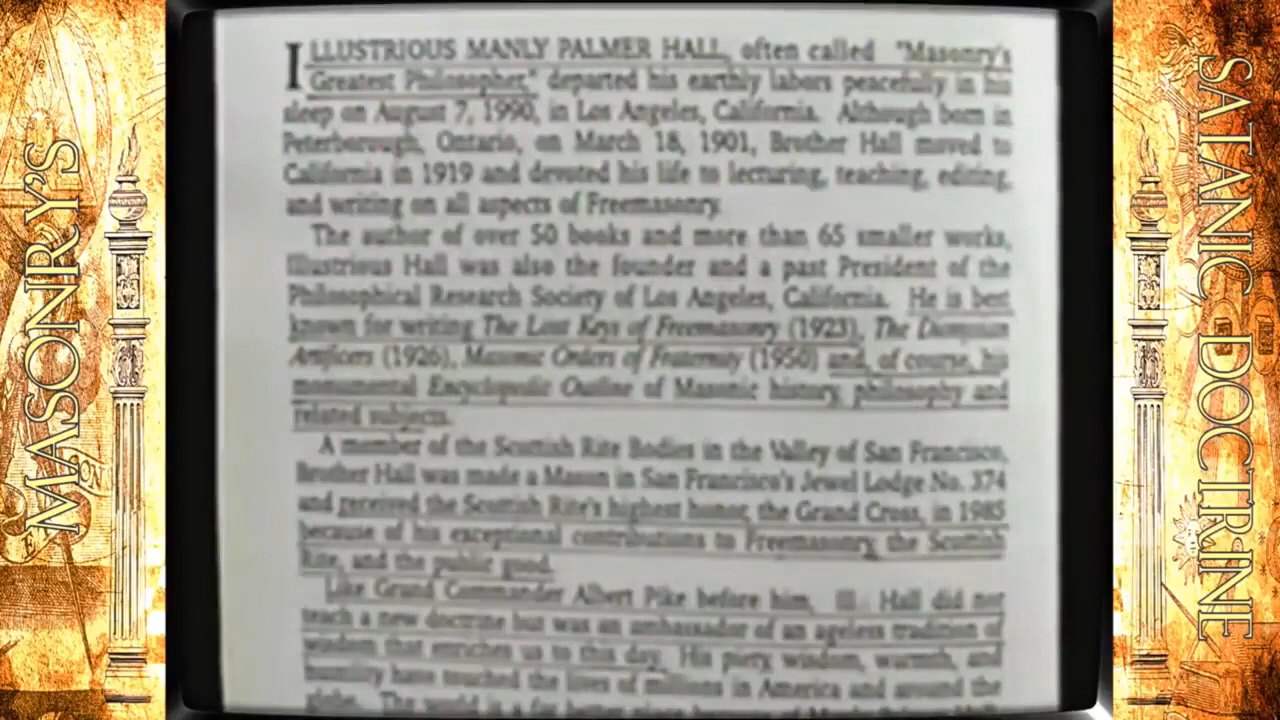 MASONRY'S
ILLUSTRIOUS MANLY PALMER HALL, often called "Masonry's
Greatest Philosopher," departed his earthly labors peacefully in his
sleep on August 7, 1990, in Los Angeles, California. Although born in
Peterborough, Ontario, on March 18, 1901, Brother Hall moved to
California in 1919 and devoted his life to lecturing, teaching, editing,
and writing on all aspects of Freemasonry.
The author of over 50 books and more than 65 smaller works,
Illustrious Hall was also the founder and a past President of the
Philosophical Research Society of Los Angeles, California. He is best
known for writing The Lost Keys of Freemasonry (1923), The Dionysian
Artificers (1926), Masonic Orders of Fraternity (1950) and, of course, his
monumental Encyclopedic Outline of Masonic history, philosophy and
related subjects.
A member of the Scottish Rite Bodies in the Valley of San Francisco,
Brother Hall was made a Mason in San Francisco's Jewel Lodge No. 374
and received the Scottish Rite's highest honor, the Grand Cross, in 1985
because of his exceptional contributions to Freemasonry, the Scottish
Rite, and the public good.
Like Grand Commander Albert Pike before him, Ill. Hall did not
teach a new doctrine but was an ambassador of an ageless tradition of
wisdom that enriches us to this day. His piety, wisdom, warmth, and
humility have touched the lives of millions in America and around the
globe. The
SATANIC DOCTRINE